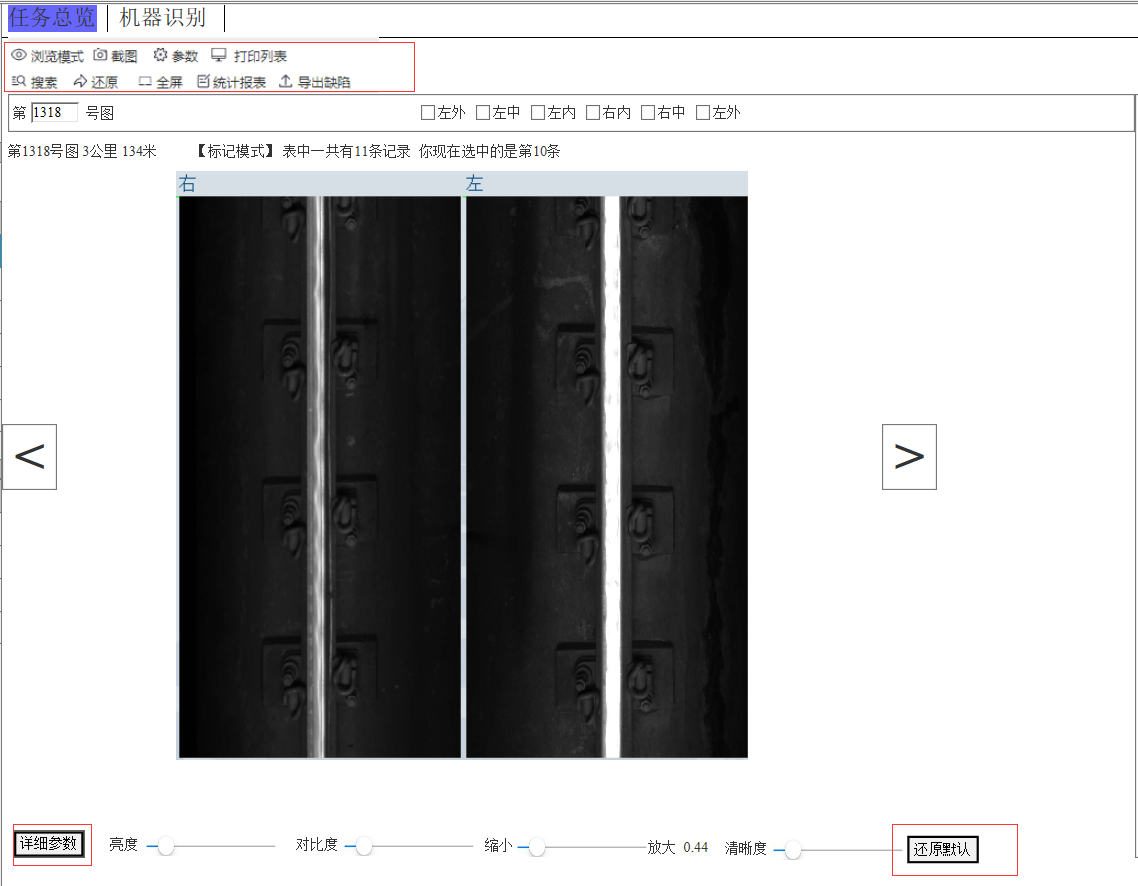 任务总览 机器识别
浏览模式 截图 参数 打印列表
搜索 还原 全屏 统计报表 导出缺陷
第 1318 号图 左外 左中 左内 右内 右中 左外
第1318号图 3公里 134米 【标记模式】 表中一共有11条记录 你现在选中的是第10条
右 左
< >
详细参数 亮度 对比度 缩小 放大 0.44 清晰度 还原默认